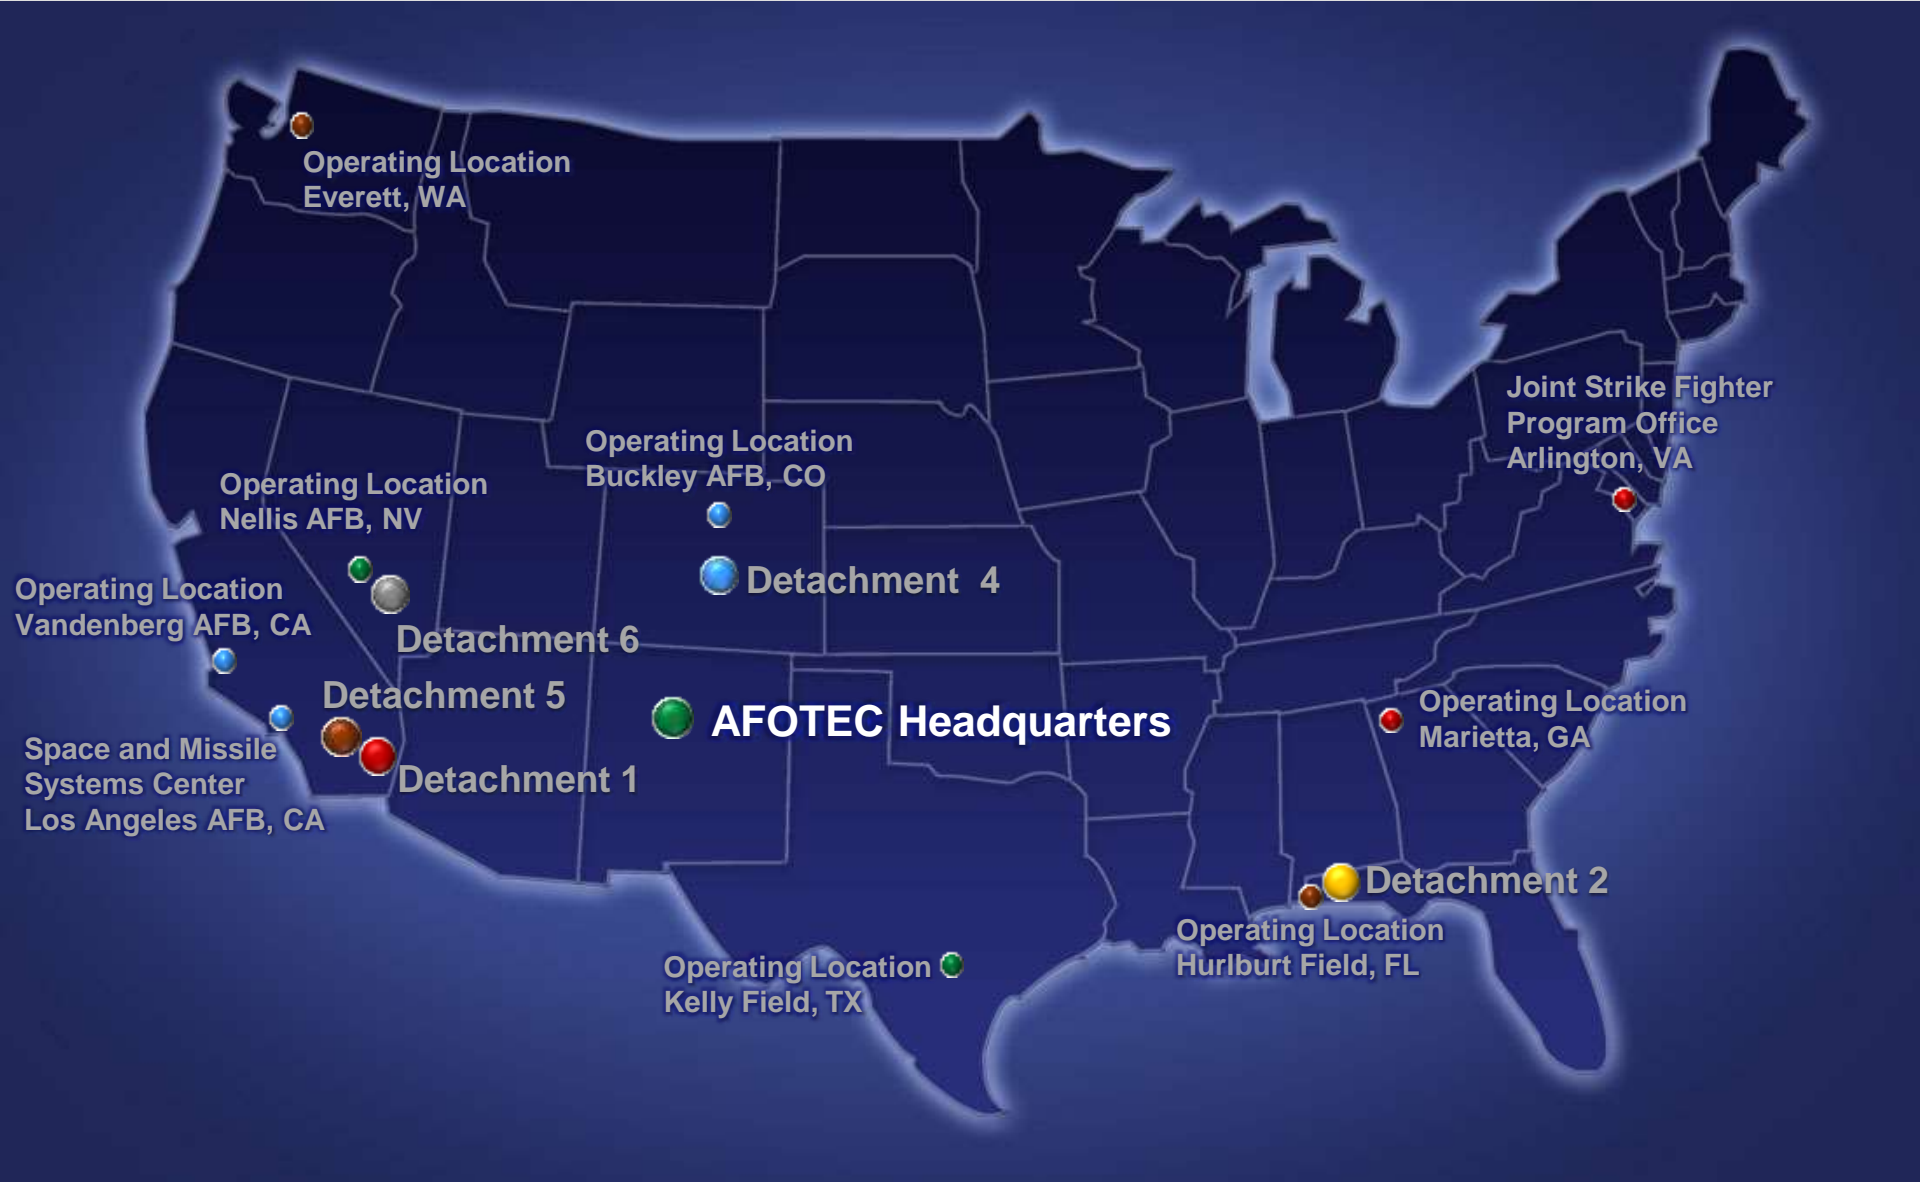 Operating Location
Everett, WA
Joint Strike Fighter
Program Office
Arlington, VA
Operating Location
Buckley AFB, CO
Operating Location
Nellis AFB, NV
Detachment 4
Operating Location
Vandenberg AFB, CA
Detachment 6
Detachment 5
AFOTEC Headquarters
Operating Location
Marietta, GA
Space and Missile
Systems Center
Los Angeles AFB, CA
Detachment 1
Detachment 2
Operating Location
Hurlburt Field, FL
Operating Location
Kelly Field, TX